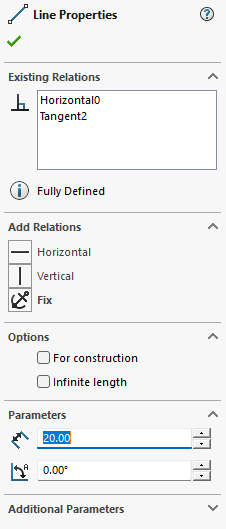 Line Properties
Existing Relations
Horizontal0
Tangent2
Fully Defined
Add Relations
Horizontal
Vertical
Fix
Options
For construction
Infinite length
Parameters
20.00
0.00°
Additional Parameters